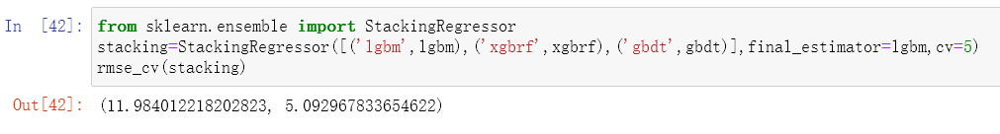 In [42]: from sklearn.ensemble import StackingRegressor
stacking=StackingRegressor([('lgbm',lgbm),('xgbrf',xgbrf),('gbdt',gbdt)],final_estimator=lgbm,cv=5)
rmse_cv(stacking)
Out[42]: (11.984012218202823, 5.092967833654622)